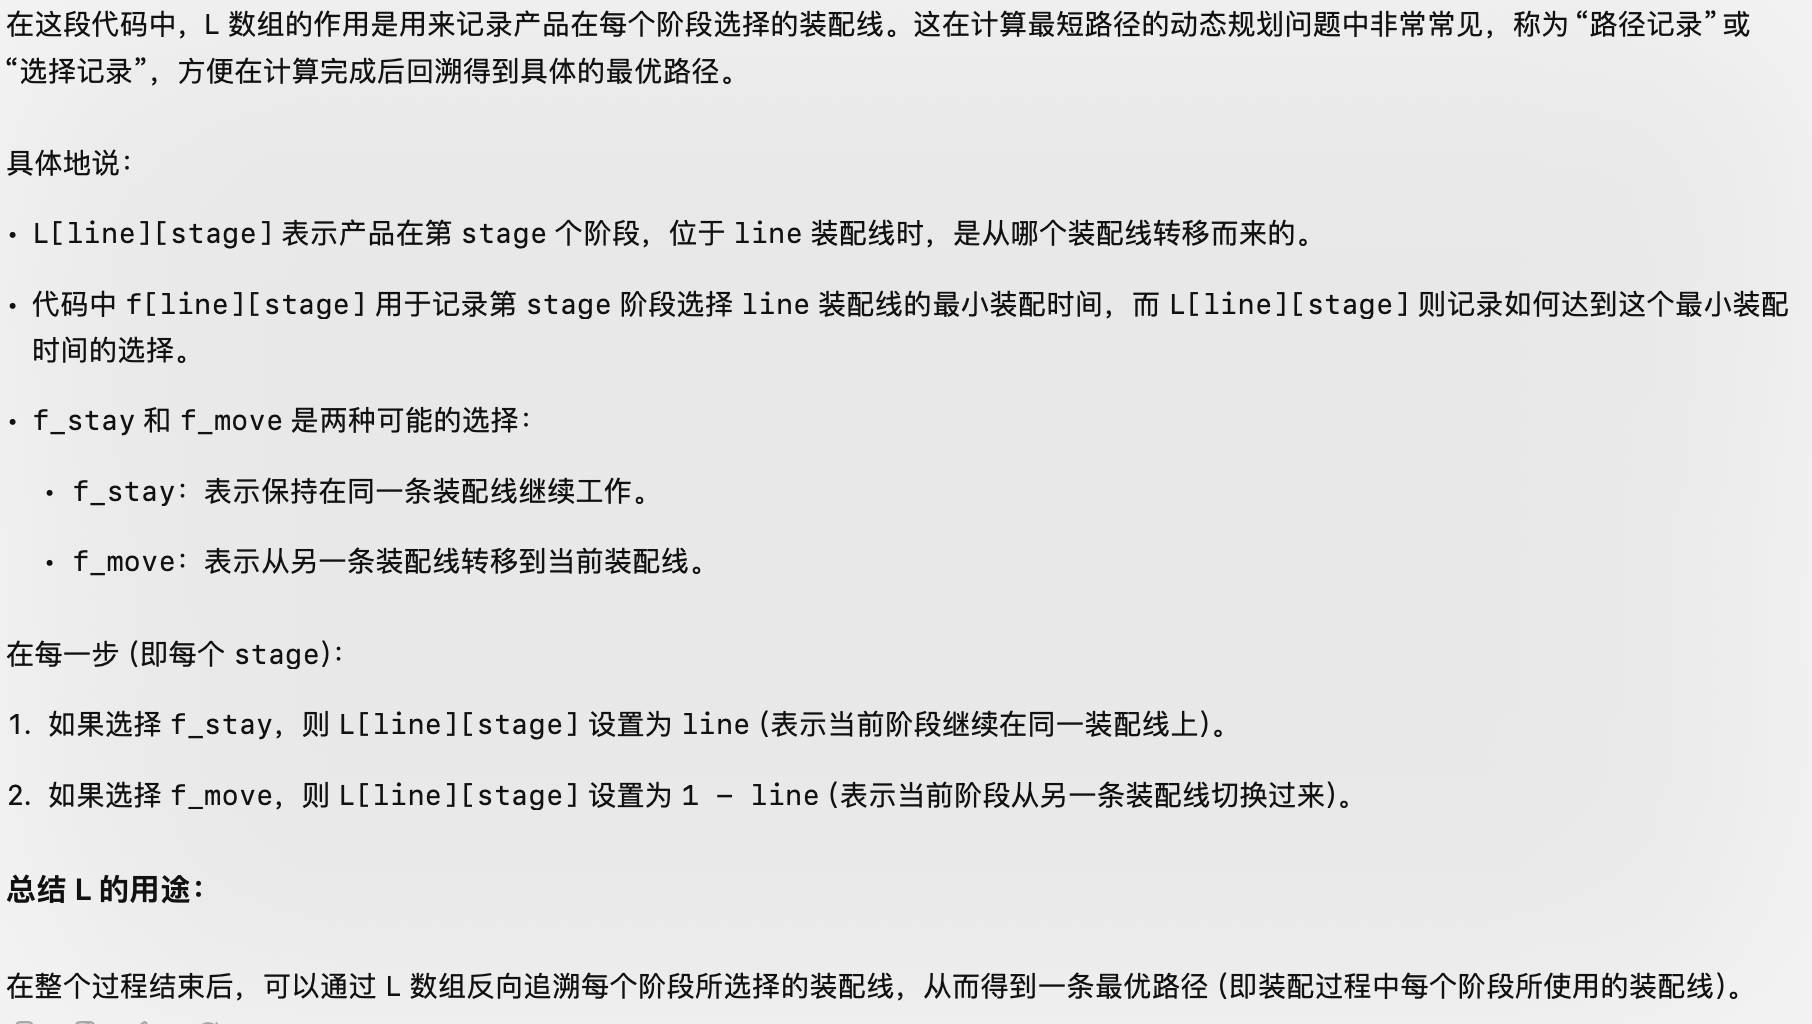 在这段代码中，L 数组的作用是用来记录产品在每个阶段选择的装配线。这在计算最短路径的动态规划问题中非常常见，称为 “路径记录” 或
“选择记录”，方便在计算完成后回溯得到具体的最优路径。
具体地说：
• L[line][stage] 表示产品在第 stage 个阶段，位于 line 装配线时，是从哪个装配线转移而来的。
• 代码中 f[line][stage] 用于记录第 stage 阶段选择 line 装配线的最小装配时间，而 L[line][stage] 则记录如何达到这个最小装配
时间的选择。
• f_stay 和 f_move 是两种可能的选择：
• f_stay：表示保持在同一条装配线继续工作。
• f_move：表示从另一条装配线转移到当前装配线。
在每一步 (即每个 stage)：
1. 如果选择 f_stay，则 L[line][stage] 设置为 line (表示当前阶段继续在同一装配线上)。
2. 如果选择 f_move，则 L[line][stage] 设置为 1 − line (表示当前阶段从另一条装配线切换过来)。
总结 L 的用途：
在整个过程结束后，可以通过 L 数组反向追溯每个阶段所选择的装配线，从而得到一条最优路径 (即装配过程中每个阶段所使用的装配线)。